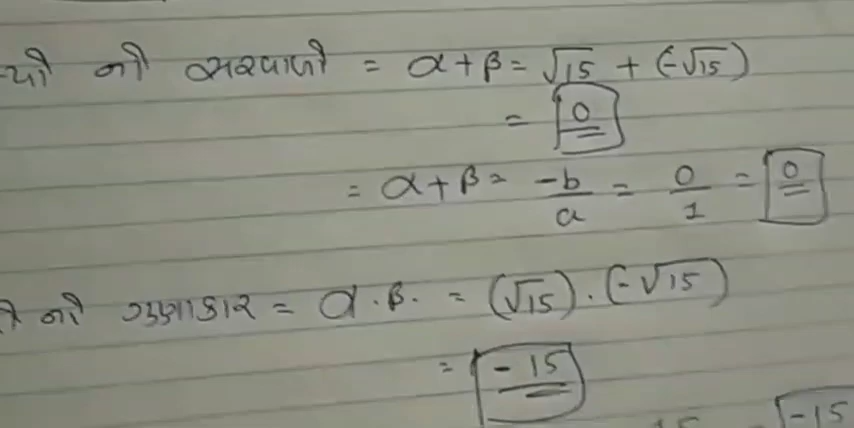 નો સરવાળો = α + β = √15 + (-√15)
= 0
= α + β = -b/a = 0/1 = 0
નો ગુણાકાર = α . β . = (√15) . (-√15)
= -15
-15